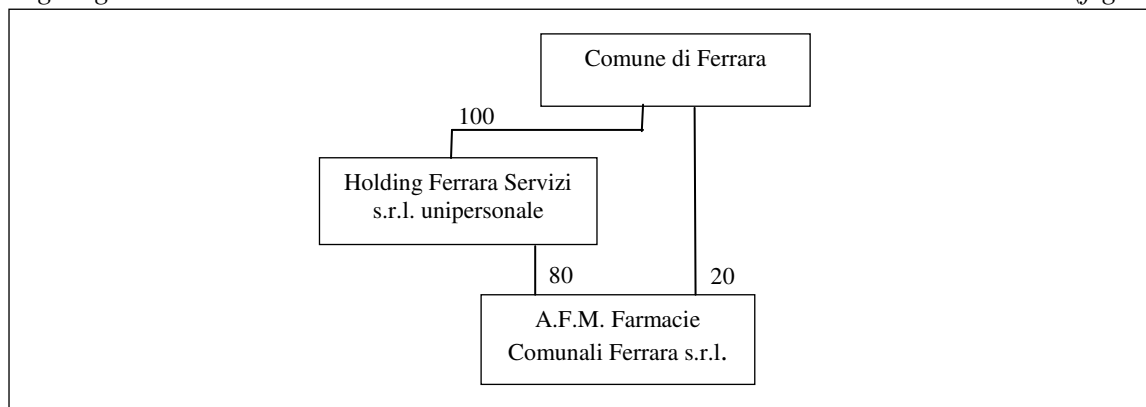 Comune di Ferrara
100
Holding Ferrara Servizi
s.r.l. unipersonale
80
20
A.F.M. Farmacie
Comunali Ferrara s.r.l.